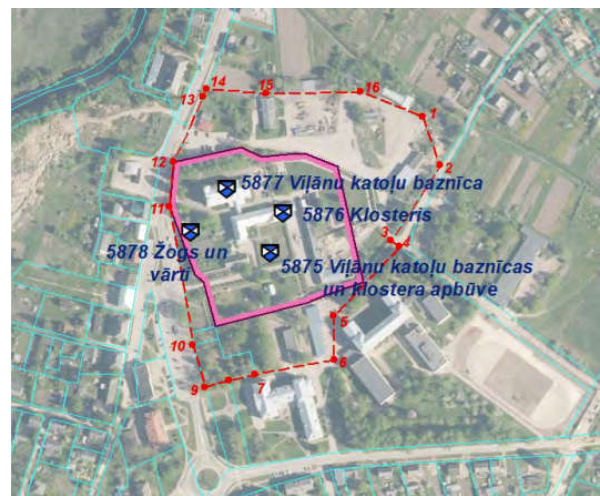 14
13
15
16
1
2
12
5877 Viļānu katoļu baznīca
11
5876 Klosteris
3
4
5878 Žogs un
vārti
5875 Viļānu katoļu baznīcas
un klostera apbūve
5
10
6
7
9